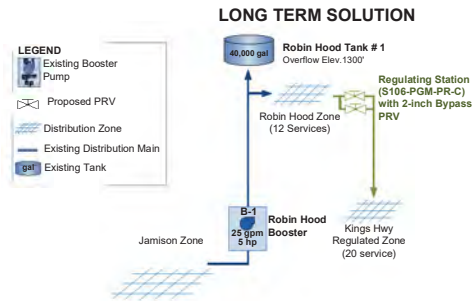 LONG TERM SOLUTION
LEGEND
Existing Booster
Pump
Proposed PRV
Distribution Zone
Existing Distribution Main
gal Existing Tank
40,000 gal
Robin Hood Tank # 1
Overflow Elev.1300'
Regulating Station
(S106-PGM-PR-C)
with 2-inch Bypass
PRV
Robin Hood Zone
(12 Services)
B-1
25 gpm
5 hp
Robin Hood
Booster
Jamison Zone
Kings Hwy
Regulated Zone
(20 service)